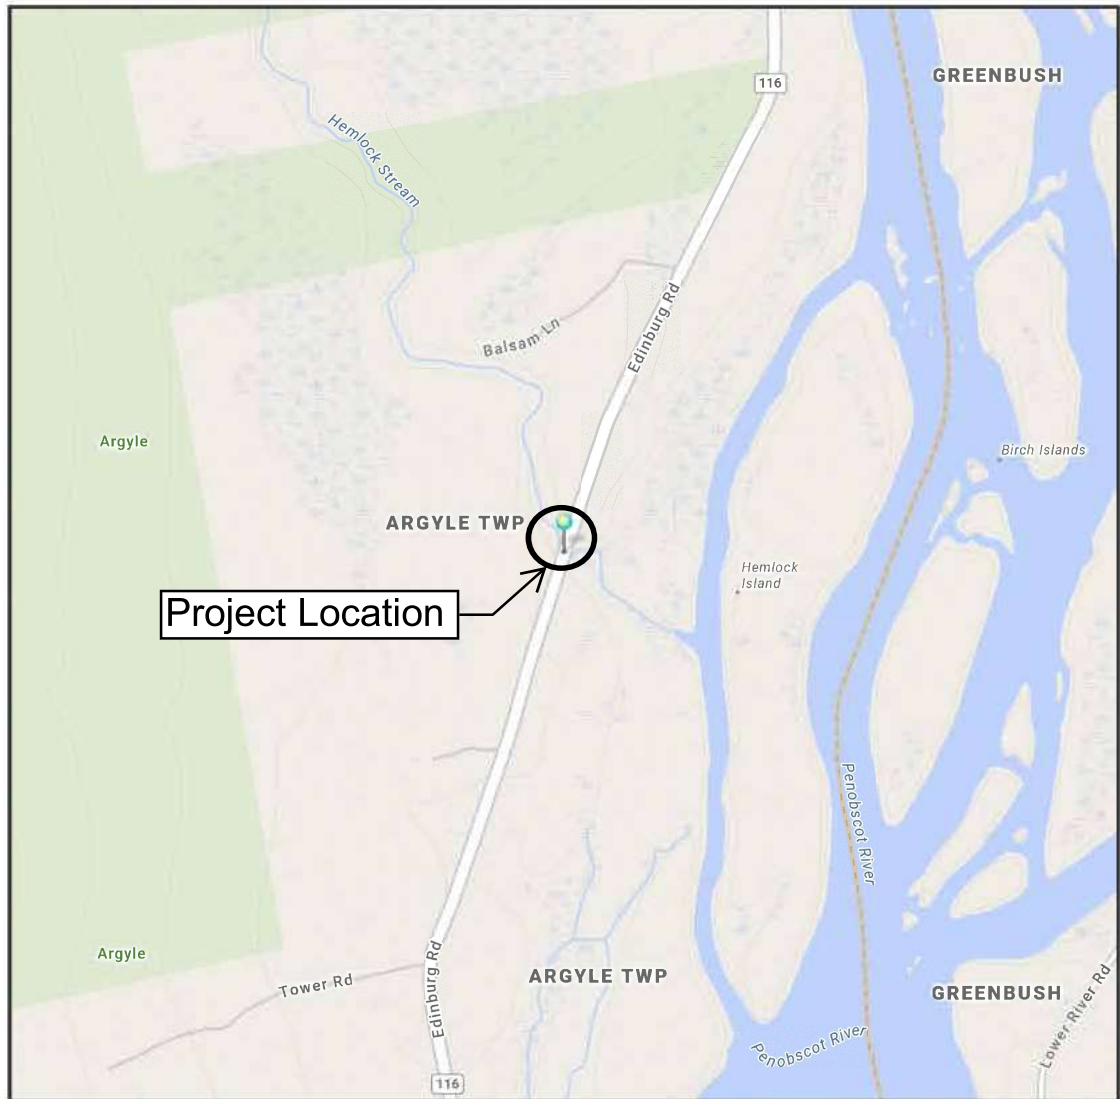 GREENBUSH
116
Hemlock Stream
Edinburg Rd
Balsam Ln
Argyle
Birch Islands
ARGYLE TWP
Hemlock
Island
Project Location
Penobscot River
Argyle
Edinburg Rd
Tower Rd
ARGYLE TWP
GREENBUSH
Lower River Rd
Penobscot River
116